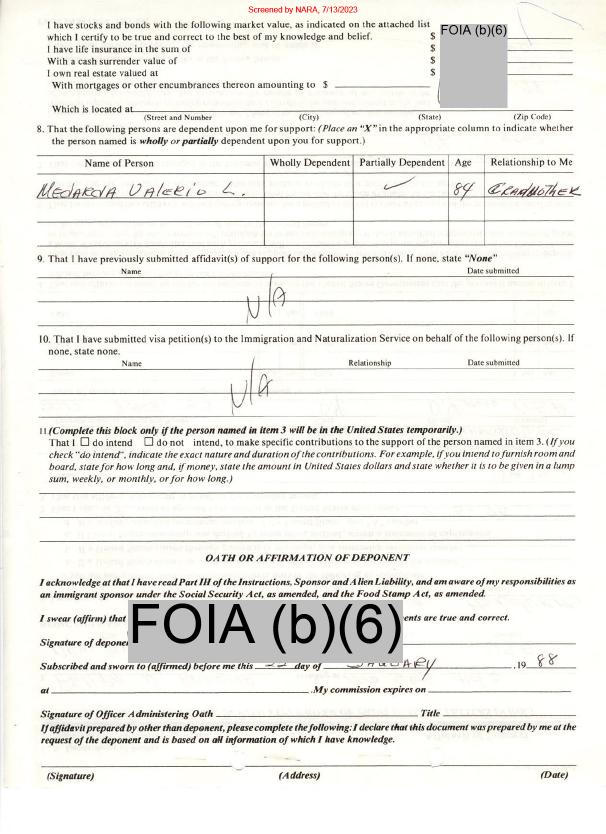 Screened by NARA, 7/13/2023
I have stocks and bonds with the following market value, as indicated on the attached list
which I certify to be true and correct to the best of my knowledge and belief. $
FOIA (b)(6)
I have life insurance in the sum of $
With a cash surrender value of $
I own real estate valued at $
With mortgages or other encumbrances thereon amounting to $
Which is located at
(Street and Number) (City) (State) (Zip Code)
8. That the following persons are dependent upon me for support: (Place an "X" in the appropriate column to indicate whether
the person named is wholly or partially dependent upon you for support.)
Name of Person Wholly Dependent Partially Dependent Age Relationship to Me
MEDARDA VALERIO L. ✓ 84 GRANDMOTHER
9. That I have previously submitted affidavit(s) of support for the following person(s). If none, state "None"
Name Date submitted
N/A
10. That I have submitted visa petition(s) to the Immigration and Naturalization Service on behalf of the following person(s). If
none, state none.
Name Relationship Date submitted
N/A
11 (Complete this block only if the person named in item 3 will be in the United States temporarily.)
That I ☐ do intend ☐ do not intend, to make specific contributions to the support of the person named in item 3. (If you
check "do intend", indicate the exact nature and duration of the contributions. For example, if you intend to furnish room and
board, state for how long and, if money, state the amount in United States dollars and state whether it is to be given in a lump
sum, weekly, or monthly, or for how long.)
OATH OR AFFIRMATION OF DEPONENT
I acknowledge at that I have read Part III of the Instructions, Sponsor and Alien Liability, and am aware of my responsibilities as
an immigrant sponsor under the Social Security Act, as amended, and the Food Stamp Act, as amended.
I swear (affirm) that ents are true and correct.
FOIA (b)(6)
Signature of depone
Subscribed and sworn to (affirmed) before me this day of JANUARY , 19 88
at . My commission expires on
Signature of Officer Administering Oath Title
If affidavit prepared by other than deponent, please complete the following: I declare that this document was prepared by me at the
request of the deponent and is based on all information of which I have knowledge.
(Signature) (Address) (Date)